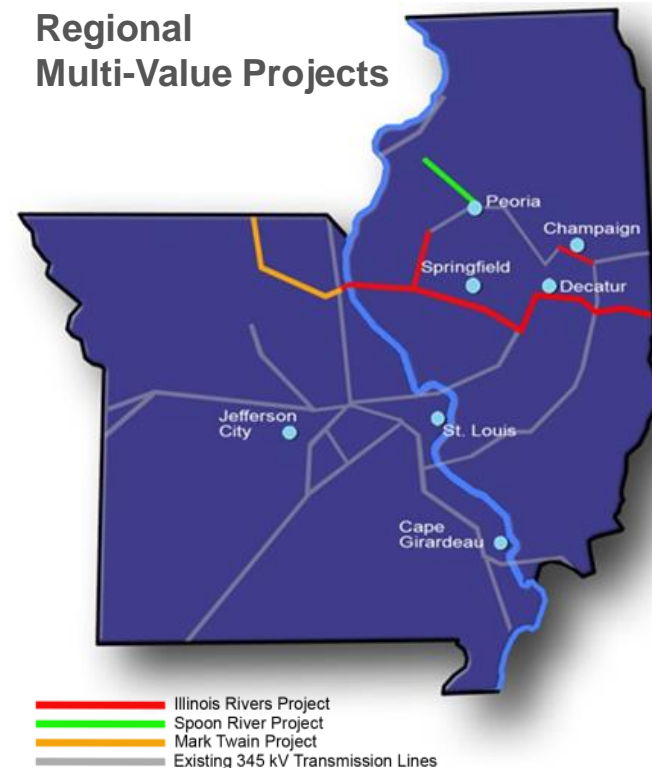 Regional
Multi-Value Projects
Peoria
Champaign
Springfield
Decatur
Jefferson
City
St. Louis
Cape
Girardeau
Illinois Rivers Project
Spoon River Project
Mark Twain Project
Existing 345 kV Transmission Lines